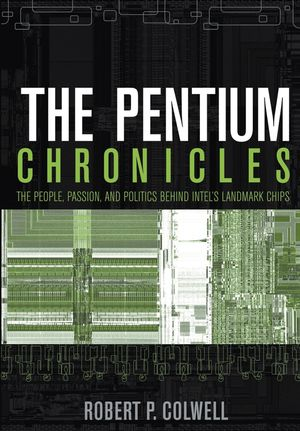 THE PENTIUM
CHRONICLES
THE PEOPLE, PASSION, AND POLITICS BEHIND INTEL'S LANDMARK CHIPS
ROBERT P. COLWELL